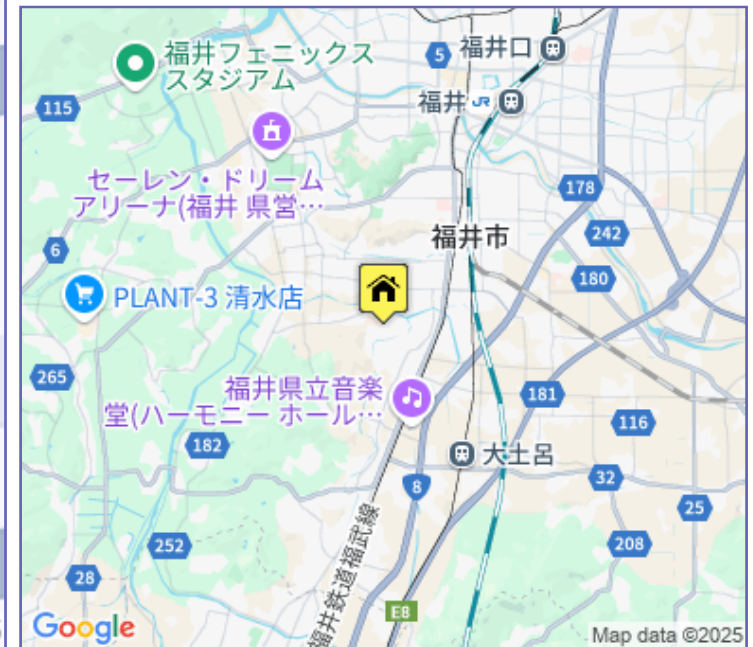 福井フェニックス
スタジアム
5
福井口
福井 JR
115
セーレン・ドリーム
アリーナ(福井 県営…
178
242
6
福井市
180
PLANT-3 清水店
265
福井県立音楽
堂(ハーモニー ホール…
181
116
182
大土呂
32
8
25
252
208
福井鉄道福武線
28
E8
Google
Map data ©2025